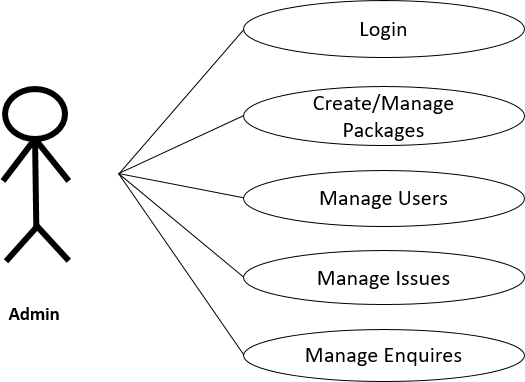 Login
Create/Manage
Packages
Manage Users
Manage Issues
Admin
Manage Enquires